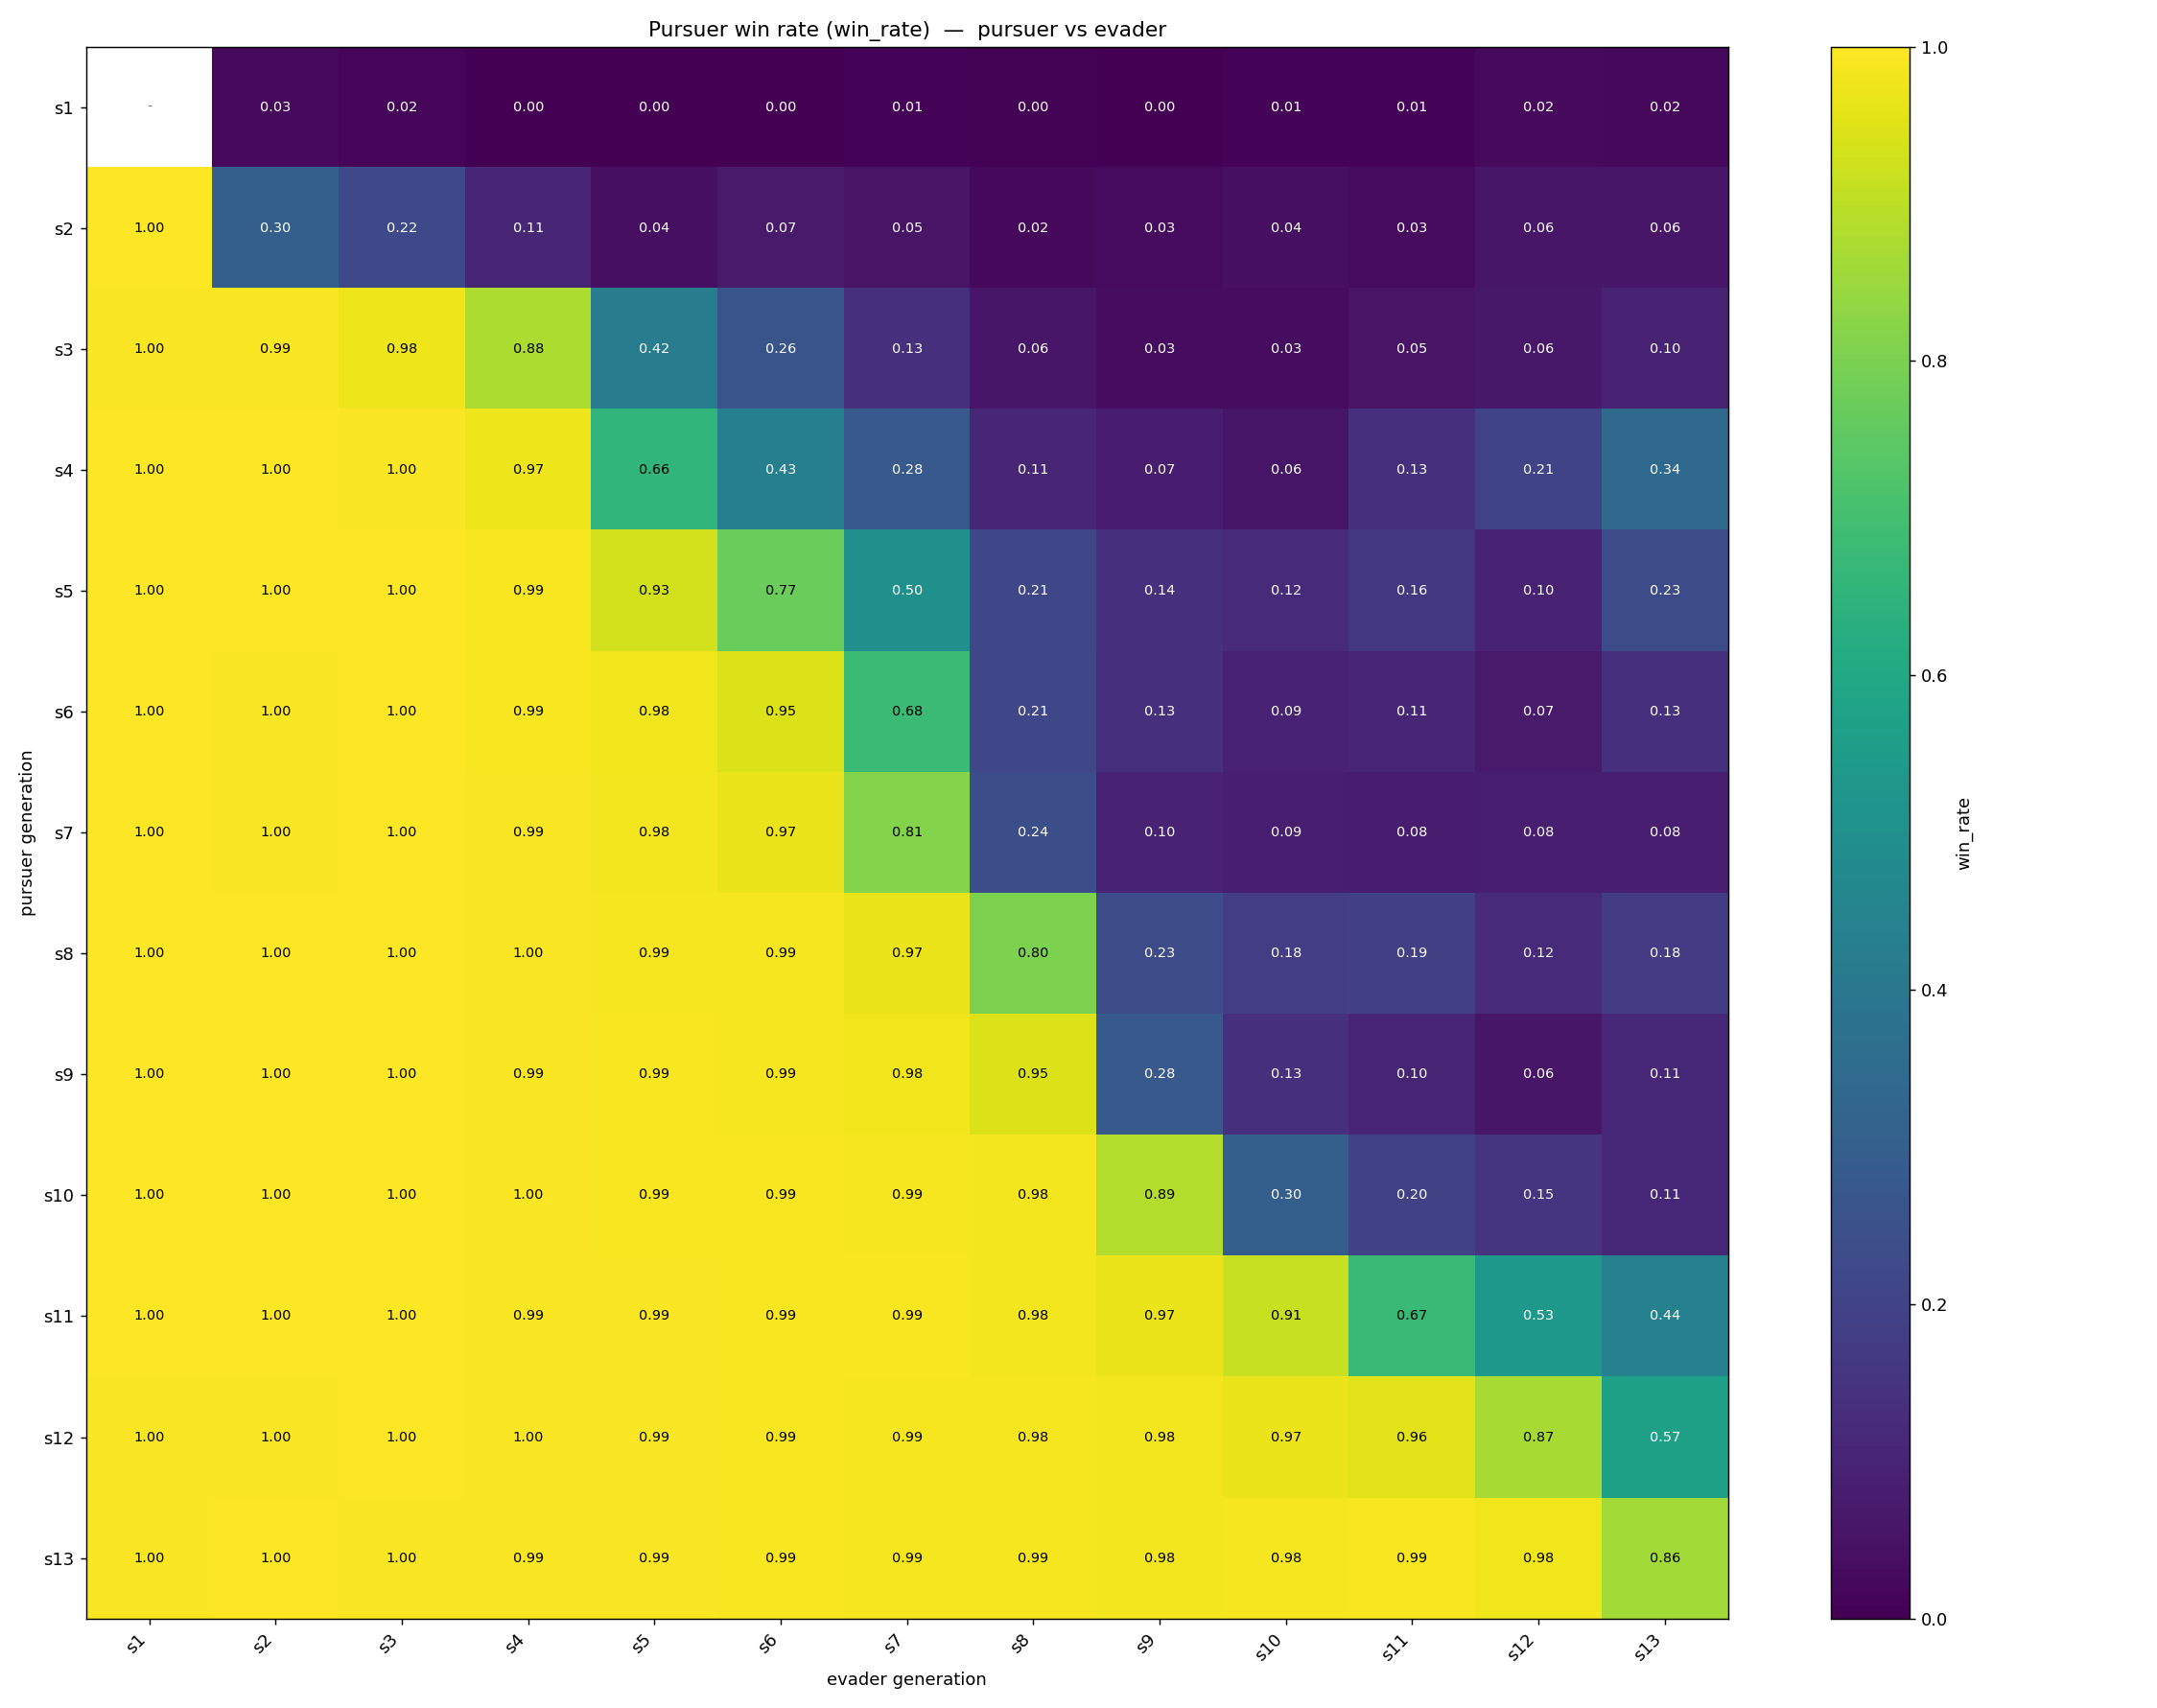 Pursuer win rate (win_rate) — pursuer vs evader
s1 - 0.03 0.02 0.00 0.00 0.00 0.01 0.00 0.00 0.01 0.01 0.02 0.02
s2 1.00 0.30 0.22 0.11 0.04 0.07 0.05 0.02 0.03 0.04 0.03 0.06 0.06
s3 1.00 0.99 0.98 0.88 0.42 0.26 0.13 0.06 0.03 0.03 0.05 0.06 0.10
s4 1.00 1.00 1.00 0.97 0.66 0.43 0.28 0.11 0.07 0.06 0.13 0.21 0.34
s5 1.00 1.00 1.00 0.99 0.93 0.77 0.50 0.21 0.14 0.12 0.16 0.10 0.23
s6 1.00 1.00 1.00 0.99 0.98 0.95 0.68 0.21 0.13 0.09 0.11 0.07 0.13
s7 1.00 1.00 1.00 0.99 0.98 0.97 0.81 0.24 0.10 0.09 0.08 0.08 0.08
s8 1.00 1.00 1.00 1.00 0.99 0.99 0.97 0.80 0.23 0.18 0.19 0.12 0.18
s9 1.00 1.00 1.00 0.99 0.99 0.99 0.98 0.95 0.28 0.13 0.10 0.06 0.11
s10 1.00 1.00 1.00 1.00 0.99 0.99 0.99 0.98 0.89 0.30 0.20 0.15 0.11
s11 1.00 1.00 1.00 0.99 0.99 0.99 0.99 0.98 0.97 0.91 0.67 0.53 0.44
s12 1.00 1.00 1.00 1.00 0.99 0.99 0.99 0.98 0.98 0.97 0.96 0.87 0.57
s13 1.00 1.00 1.00 0.99 0.99 0.99 0.99 0.99 0.98 0.98 0.99 0.98 0.86
s1 s2 s3 s4 s5 s6 s7 s8 s9 s10 s11 s12 s13
evader generation
pursuer generation
1.0
0.8
0.6
0.4
0.2
0.0
win_rate